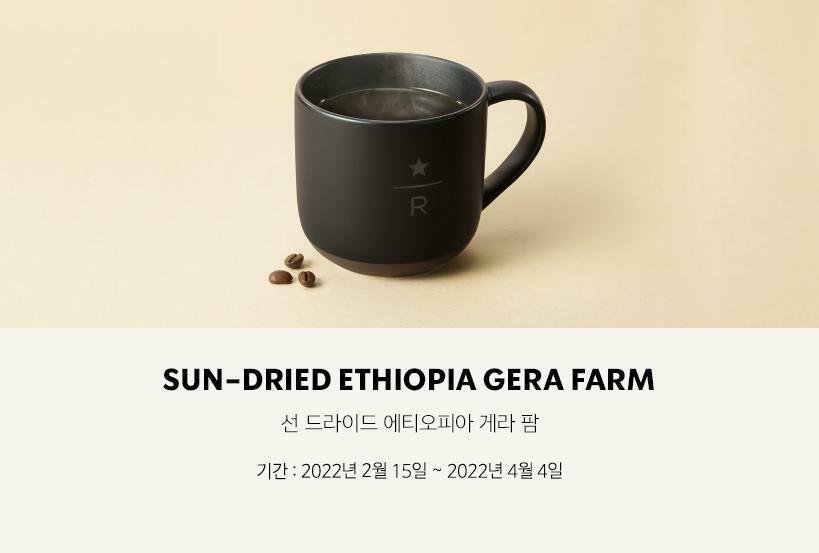 R
SUN-DRIED ETHIOPIA GERA FARM
선 드라이드 에티오피아 게라 팜
기간 : 2022년 2월 15일 ~ 2022년 4월 4일